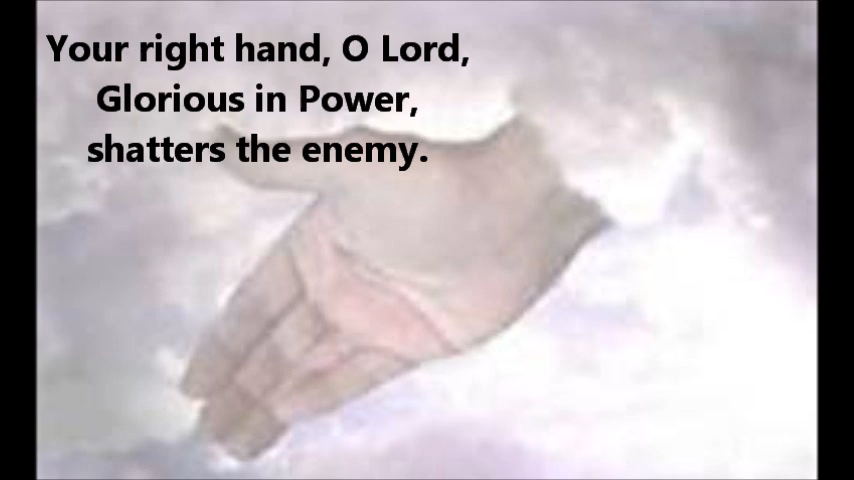 Your right hand, O Lord,
Glorious in Power,
shatters the enemy.